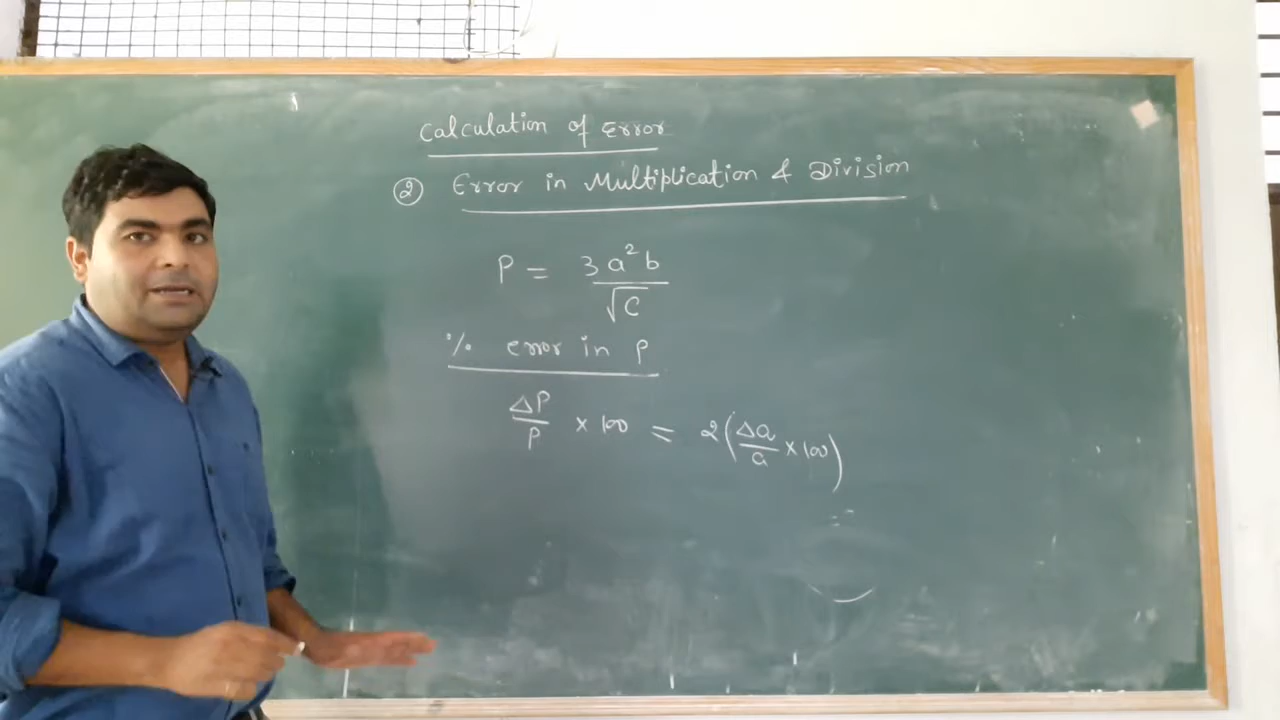 Calculation of Error
② Error in Multiplication & Division
P = 3a²b / √C
% error in P
ΔP/P × 100 = 2(Δa/a × 100)